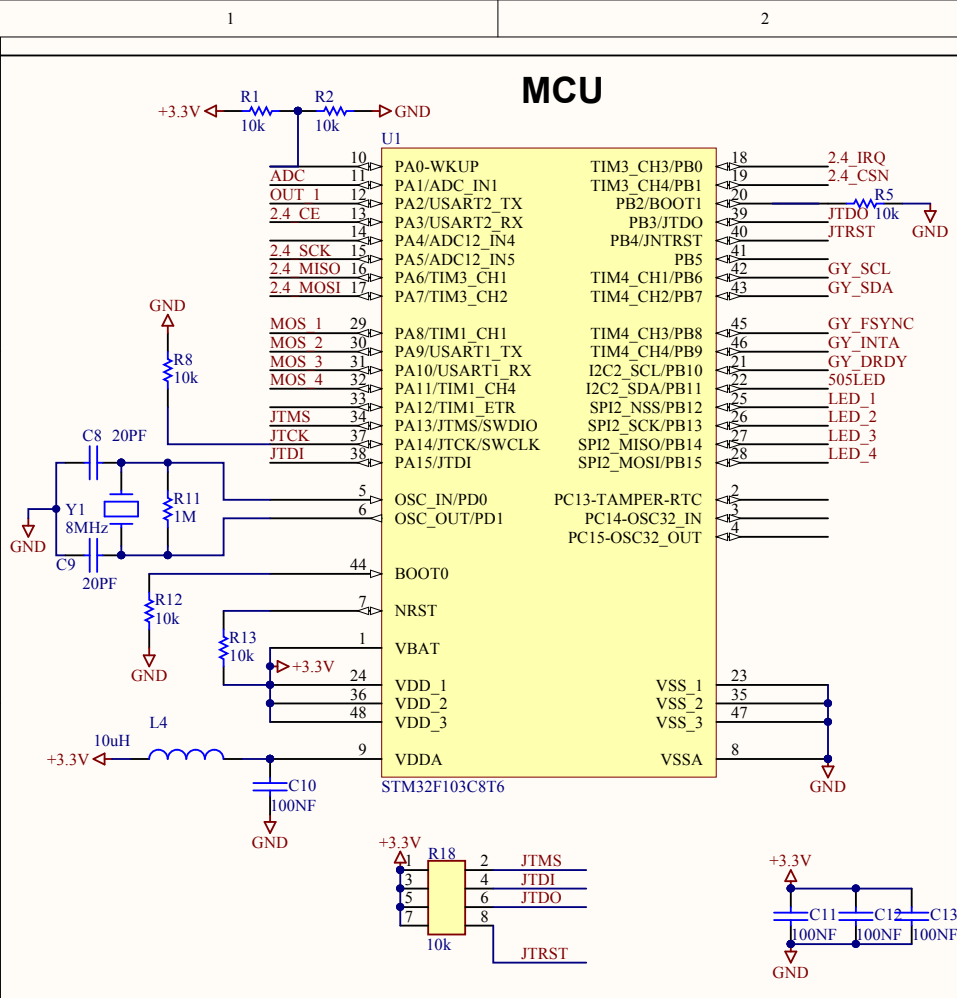 1 2
MCU
R1 R2
+3.3V GND
10k 10k
U1
10 PA0-WKUP TIM3_CH3/PB0 18 2.4_IRQ
ADC 11 PA1/ADC_IN1 TIM3_CH4/PB1 19 2.4_CSN
OUT_1 12 PA2/USART2_TX PB2/BOOT1 20 R5 10k GND
2.4_CE 13 PA3/USART2_RX PB3/JTDO 39 JTDO
14 PA4/ADC12_IN4 PB4/JNTRST 40 JTRST
2.4_SCK 15 PA5/ADC12_IN5 PB5 41
2.4_MISO 16 PA6/TIM3_CH1 TIM4_CH1/PB6 42 GY_SCL
2.4_MOSI 17 PA7/TIM3_CH2 TIM4_CH2/PB7 43 GY_SDA
MOS_1 29 PA8/TIM1_CH1 TIM4_CH3/PB8 45 GY_FSYNC
MOS_2 30 PA9/USART1_TX TIM4_CH4/PB9 46 GY_INTA
MOS_3 31 PA10/USART1_RX I2C2_SCL/PB10 21 GY_DRDY
MOS_4 32 PA11/TIM1_CH4 I2C2_SDA/PB11 22 505LED
33 PA12/TIM1_ETR SPI2_NSS/PB12 25 LED_1
JTMS 34 PA13/JTMS/SWDIO SPI2_SCK/PB13 26 LED_2
JTCK 37 PA14/JTCK/SWCLK SPI2_MISO/PB14 27 LED_3
JTDI 38 PA15/JTDI SPI2_MOSI/PB15 28 LED_4
GND
R8
10k
C8 20PF
5 OSC_IN/PD0 PC13-TAMPER-RTC 2
6 OSC_OUT/PD1 PC14-OSC32_IN 3
PC15-OSC32_OUT 4
Y1
8MHz
R11
1M
GND
C9
20PF
44 BOOT0
R12
10k
GND
7 NRST
R13
10k
1 VBAT
+3.3V
24 VDD_1 VSS_1 23
36 VDD_2 VSS_2 35
48 VDD_3 VSS_3 47
L4
10uH
+3.3V 9 VDDA VSSA 8
GND
STM32F103C8T6
C10
100NF
GND
+3.3V
R18
1 2 JTMS
3 4 JTDI
5 6 JTDO
7 8
10k JTRST
+3.3V
C11 C12 C13
100NF 100NF 100NF
GND